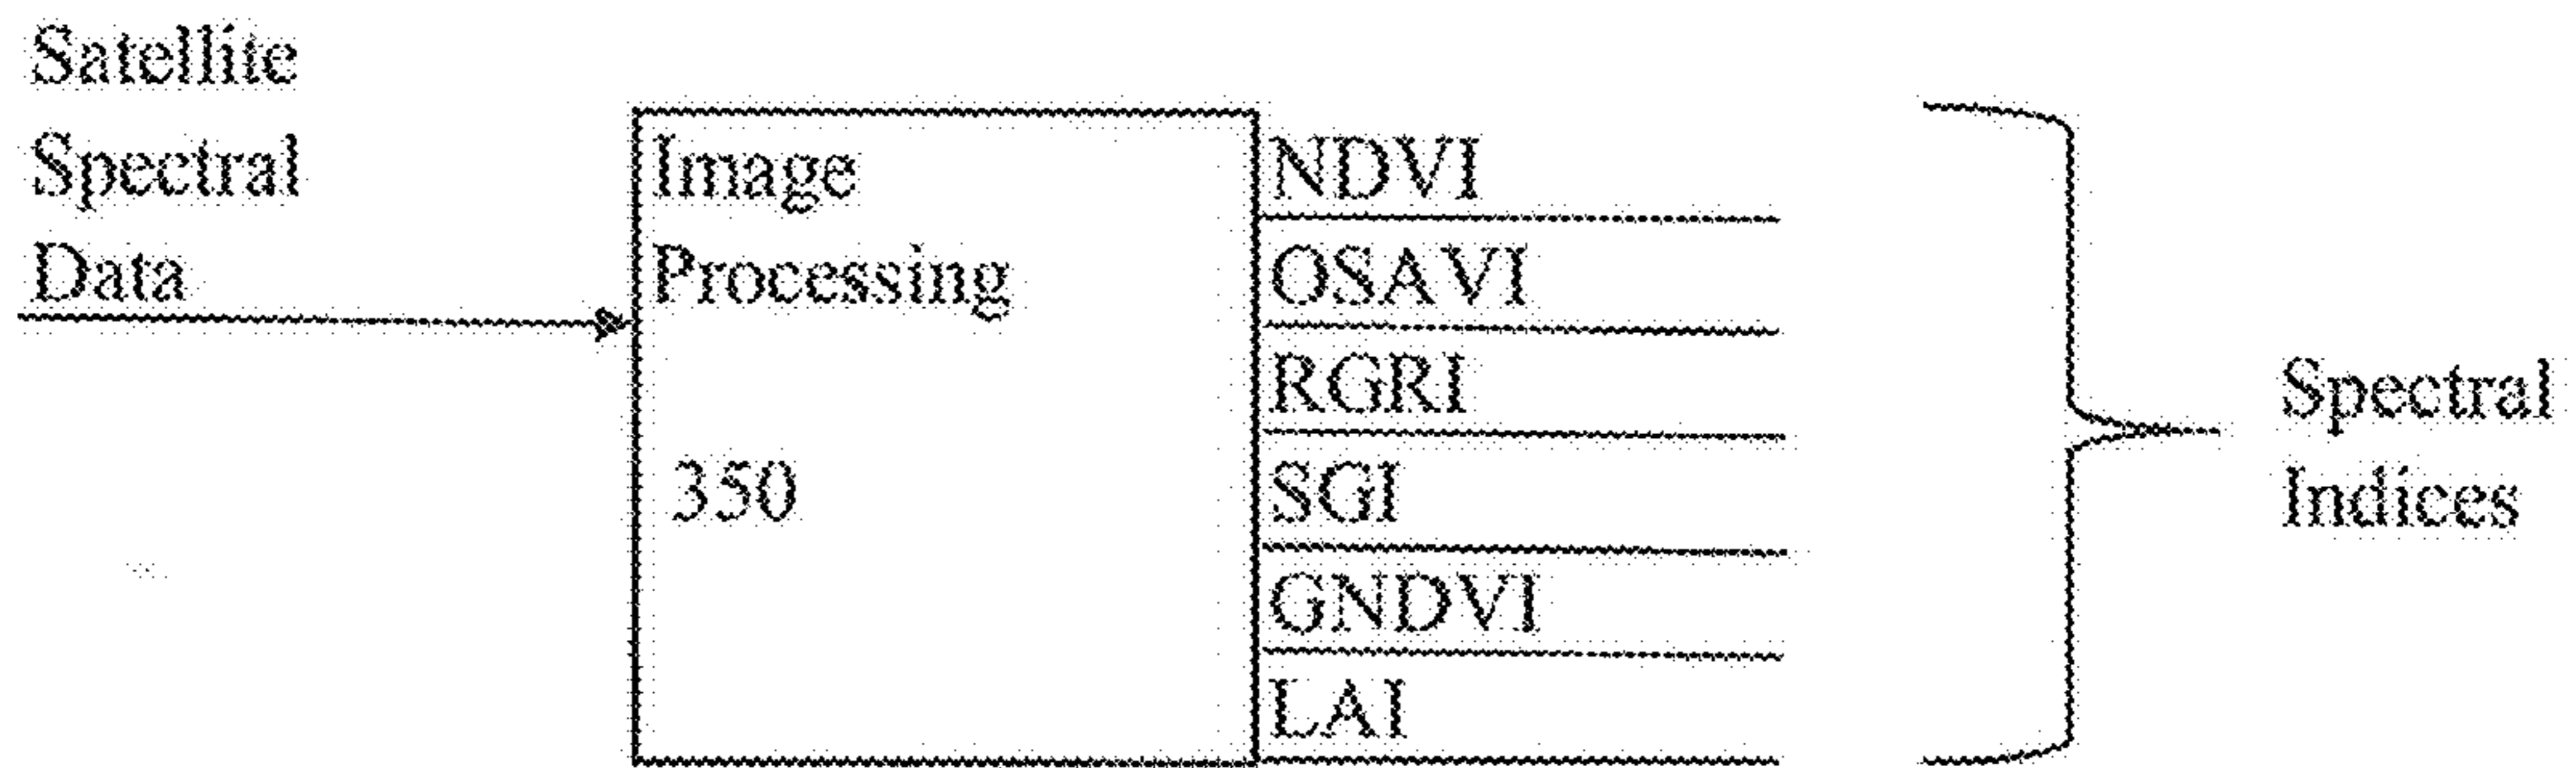 Satellite
Spectral
Data
Image
Processing
350
NDVI
OSAVI
RGRI
SGI
GNDVI
LAI
Spectral
Indices